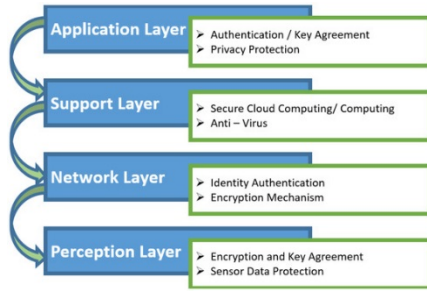 Application Layer
➢ Authentication / Key Agreement
➢ Privacy Protection
Support Layer
➢ Secure Cloud Computing/ Computing
➢ Anti – Virus
Network Layer
➢ Identity Authentication
➢ Encryption Mechanism
Perception Layer
➢ Encryption and Key Agreement
➢ Sensor Data Protection